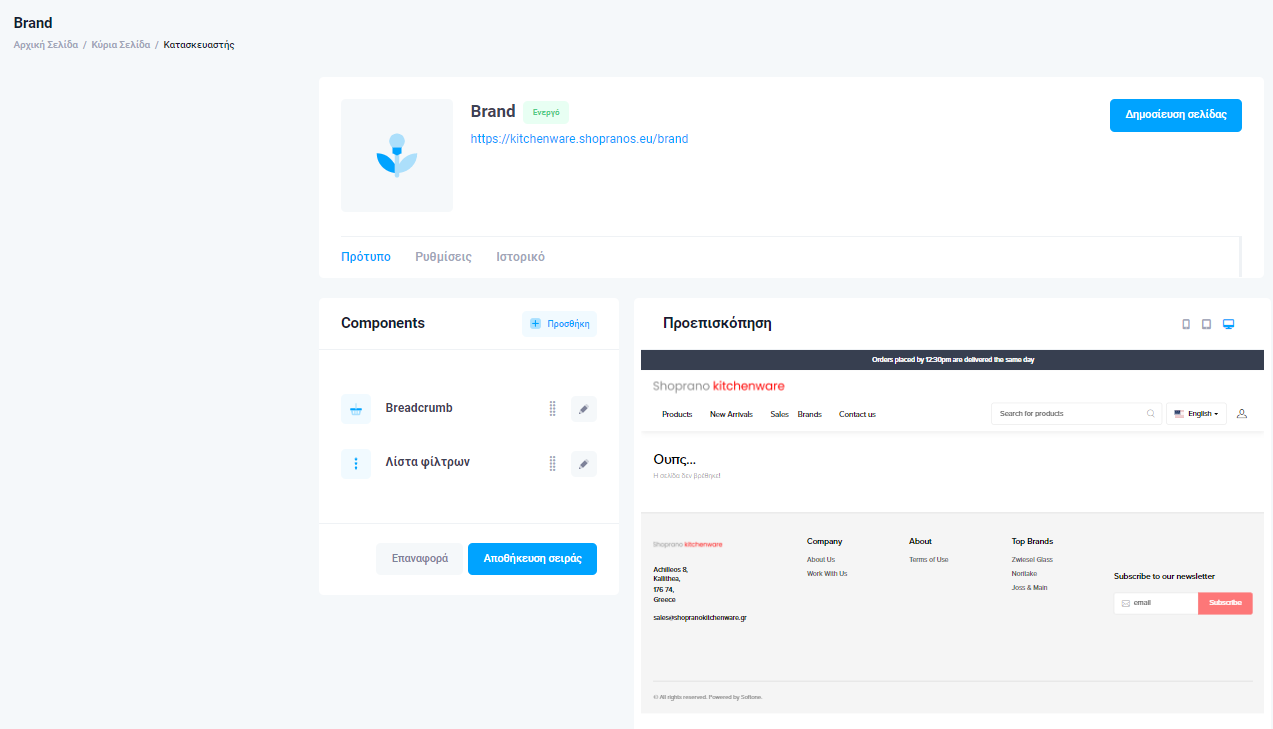 Brand
Αρχική Σελίδα / Κύρια Σελίδα / Κατασκευαστής
Brand Ενεργό
Δημοσίευση σελίδας
https://kitchenware.shopranos.eu/brand
Πρότυπο Ρυθμίσεις Ιστορικό
Components
Προσθήκη
Breadcrumb
Λίστα φίλτρων
Επαναφορά Αποθήκευση σειράς
Προεπισκόπηση
Orders placed by 12:30pm are delivered the same day
Shoprano kitchenware
Products New Arrivals Sales Brands Contact us
Search for products
English
Ουπς...
Η σελίδα δεν βρέθηκε!
Shoprano kitchenware
Achilleos 8,
Kallithea,
176 74,
Greece
sales@shopranokitchenware.gr
Company
About Us
Work With Us
About
Terms of Use
Top Brands
Zwiesel Glass
Noritake
Joss & Main
Subscribe to our newsletter
email Subscribe
© All rights reserved. Powered by Softone.